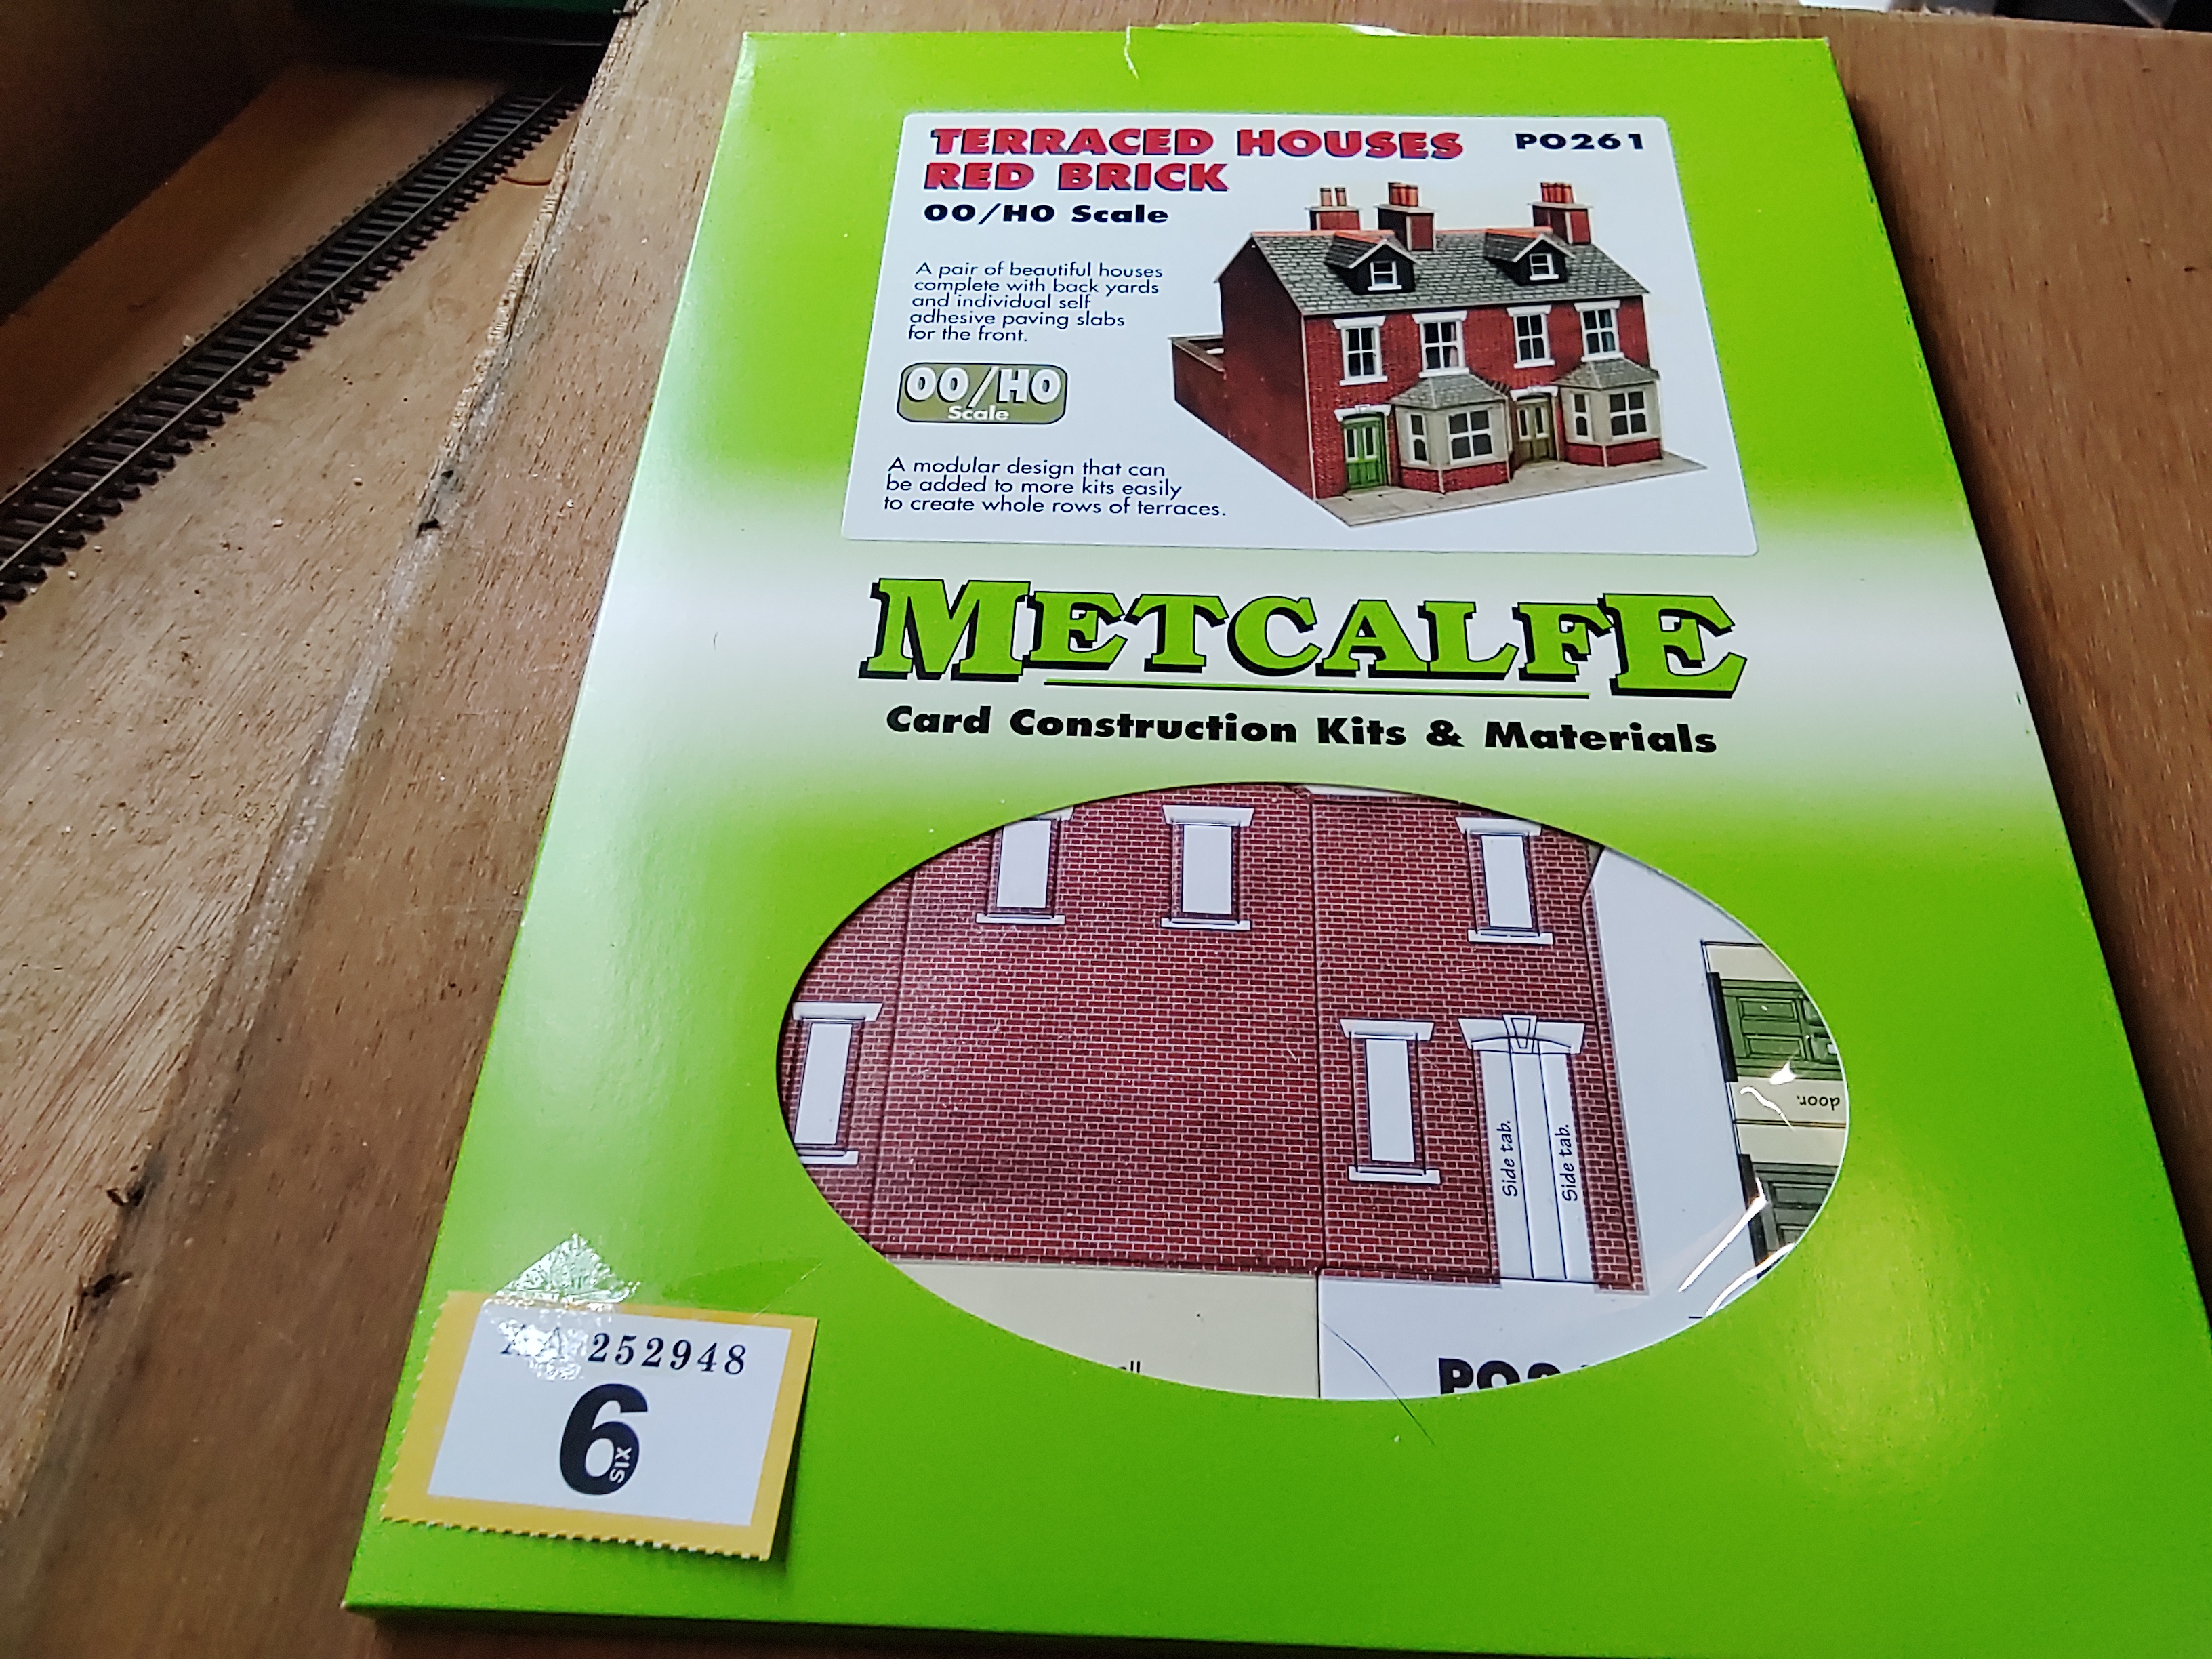 TERRACED HOUSES PO261
RED BRICK
OO/HO Scale
A pair of beautiful houses
complete with back yards
and individual self
adhesive paving slabs
for the front.
OO/HO
Scale
A modular design that can
be added to more kits easily
to create whole rows of terraces.
METCALFE
Card Construction Kits & Materials
door.
Side tab.
Side tab.
AA 252948
6
SIX